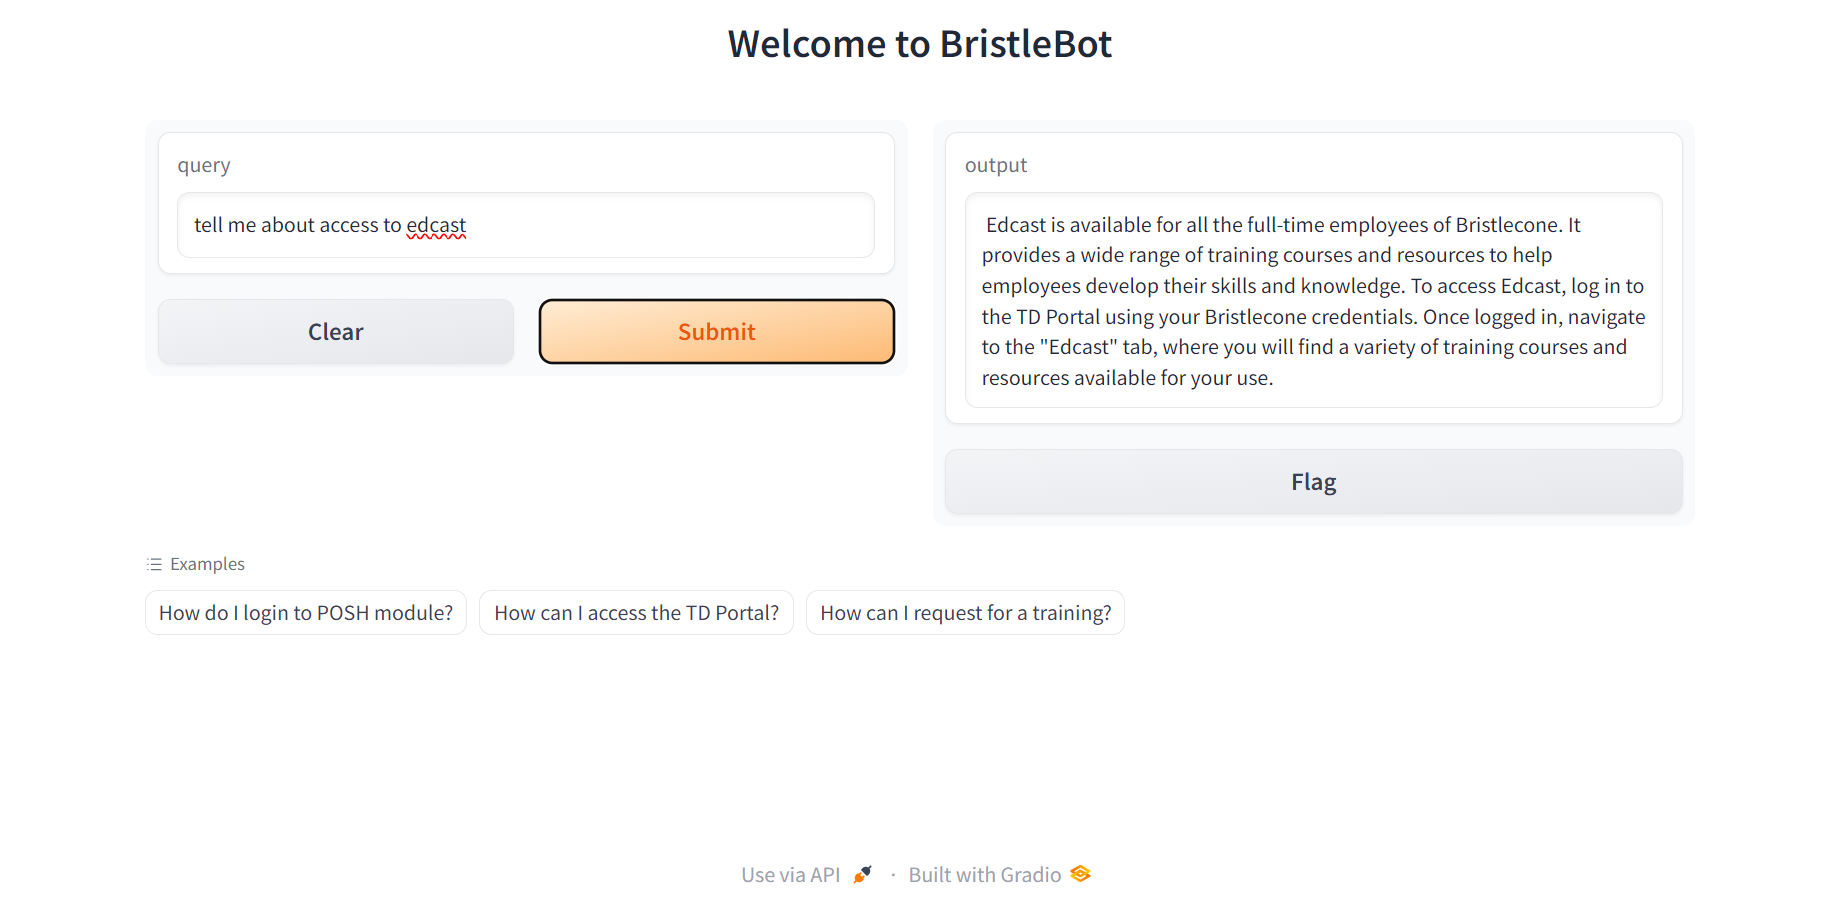 Welcome to BristleBot
query
tell me about access to edcast
Clear
Submit
output
Edcast is available for all the full-time employees of Bristlecone. It
provides a wide range of training courses and resources to help
employees develop their skills and knowledge. To access Edcast, log in to
the TD Portal using your Bristlecone credentials. Once logged in, navigate
to the "Edcast" tab, where you will find a variety of training courses and
resources available for your use.
Flag
Examples
How do I login to POSH module?
How can I access the TD Portal?
How can I request for a training?
Use via API · Built with Gradio